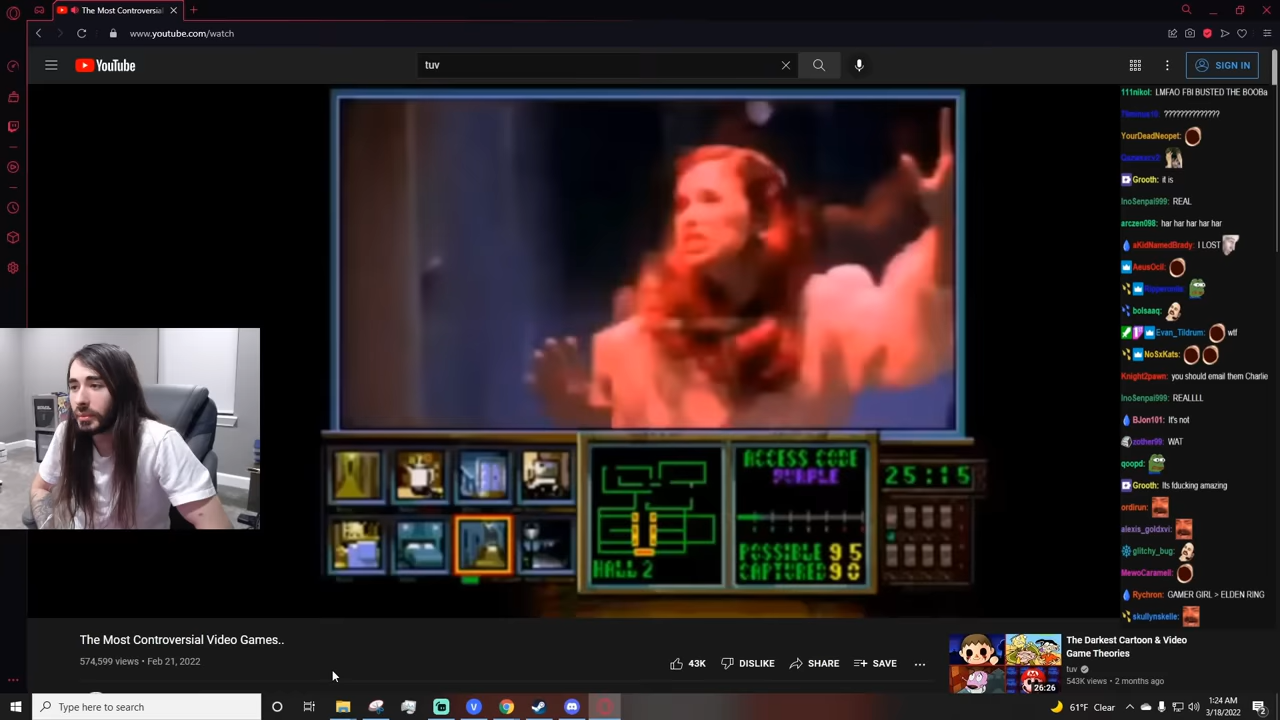 The Most Controversial
www.youtube.com/watch
YouTube
tuv
SIGN IN
111nikol: LMFAO FBI BUSTED THE BOOBa
??????????????
YourDeadNeopet:
Grooth: it is
InoSenpai999: REAL
arczen098: har har har har har
aKidNamedBrady: I LOST
AeusOcil:
bolsaaq:
Evan_Tildrum: wtf
NoSxKats:
Knight2pawn: you should email them Charlie
InoSenpai999: REALLLL
BJon101: It's not
zother99: WAT
qoopd:
Grooth: Its fducking amazing
ordirun:
alexis_goldxvi:
glitchy_bug:
MewoCaramell:
Rychron: GAMER GIRL > ELDEN RING
skullynskelle:
ACCESS CODE
PURPLE
25:15
POSSIBLE 95
CAPTURED 90
HALL 2
The Most Controversial Video Games..
574,599 views • Feb 21, 2022
43K
DISLIKE
SHARE
SAVE
The Darkest Cartoon & Video
Game Theories
tuv
543K views • 2 months ago
26:26
Type here to search
61°F Clear
1:24 AM
3/18/2022
2